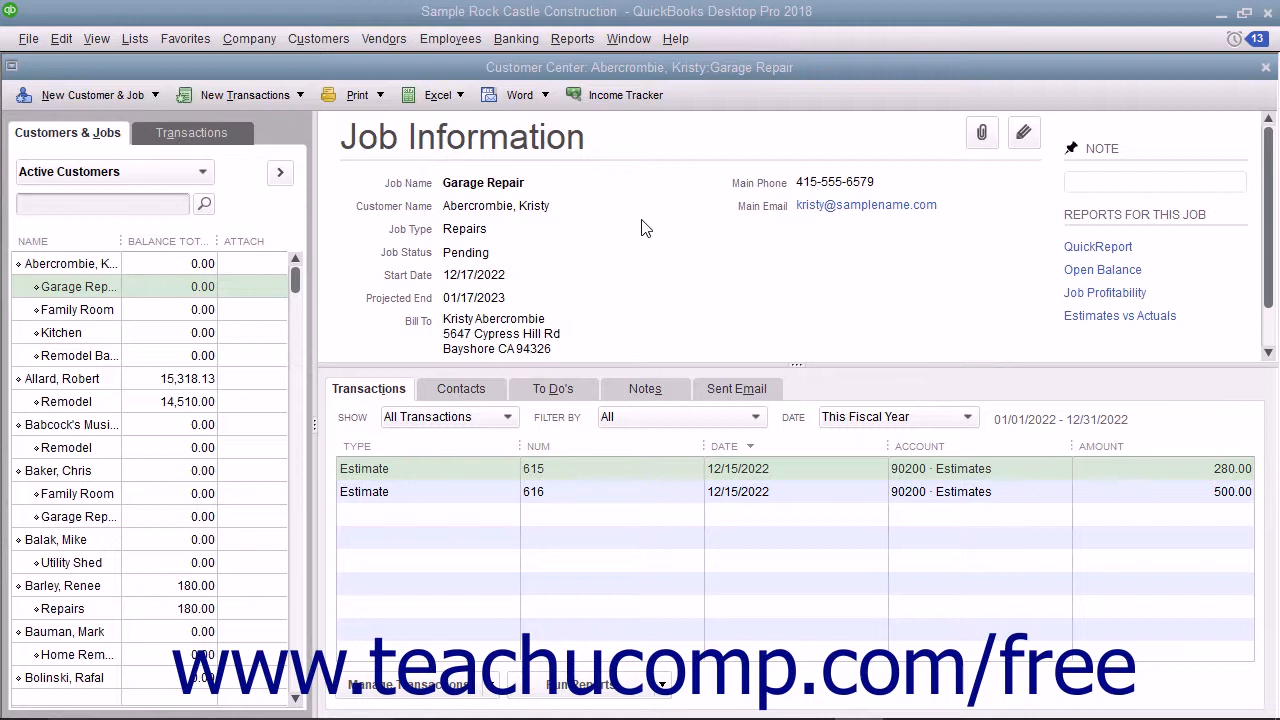 Sample Rock Castle Construction - QuickBooks Desktop Pro 2018
File Edit View Lists Favorites Company Customers Vendors Employees Banking Reports Window Help 13
Customer Center: Abercrombie, Kristy:Garage Repair
New Customer & Job New Transactions Print Excel Word Income Tracker
Customers & Jobs Transactions
Active Customers
NAME BALANCE TOT... ATTACH
Abercrombie, K... 0.00
Garage Rep... 0.00
Family Room 0.00
Kitchen 0.00
Remodel Ba... 0.00
Allard, Robert 15,318.13
Remodel 14,510.00
Babcock's Musi... 0.00
Remodel 0.00
Baker, Chris 0.00
Family Room 0.00
Garage Rep... 0.00
Balak, Mike 0.00
Utility Shed 0.00
Barley, Renee 180.00
Repairs 180.00
Bauman, Mark 0.00
Home Rem... 0.00
Bolinski, Rafal 0.00
Job Information
Job Name Garage Repair
Customer Name Abercrombie, Kristy
Job Type Repairs
Job Status Pending
Start Date 12/17/2022
Projected End 01/17/2023
Bill To Kristy Abercrombie
5647 Cypress Hill Rd
Bayshore CA 94326
Main Phone 415-555-6579
Main Email kristy@samplename.com
NOTE
REPORTS FOR THIS JOB
QuickReport
Open Balance
Job Profitability
Estimates vs Actuals
Transactions Contacts To Do's Notes Sent Email
SHOW All Transactions FILTER BY All DATE This Fiscal Year 01/01/2022 - 12/31/2022
TYPE NUM DATE ACCOUNT AMOUNT
Estimate 615 12/15/2022 90200 · Estimates 280.00
Estimate 616 12/15/2022 90200 · Estimates 500.00
Manage Transactions Run Reports
www.teachucomp.com/free